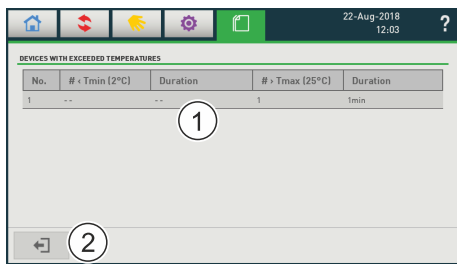 22-Aug-2018
12:03
?
DEVICES WITH EXCEEDED TEMPERATURES
No. # < Tmin (2°C) Duration # > Tmax (25°C) Duration
1 -- -- 1 1min
1
2